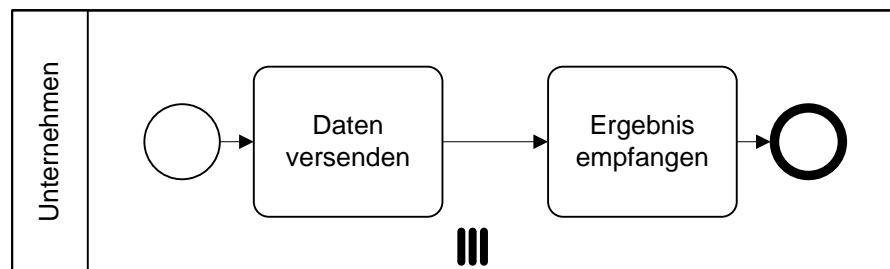 Unternehmen
Daten
versenden
Ergebnis
empfangen